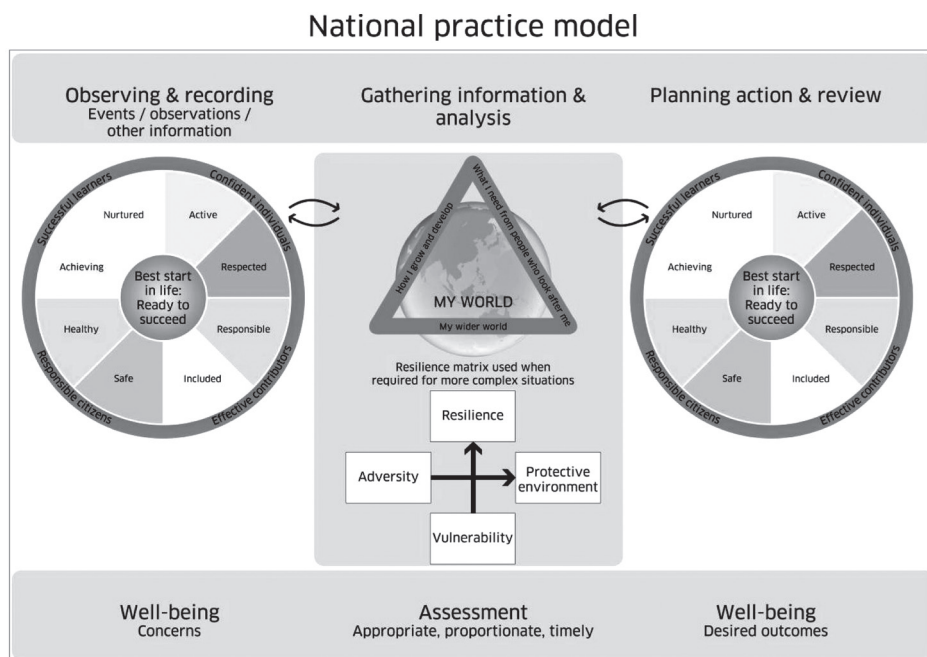 National practice model
Observing & recording
Events / observations /
other information
Gathering information &
analysis
Planning action & review
Successful learners
Confident individuals
Responsible citizens
Effective contributors
Nurtured
Active
Achieving
Respected
Best start
in life:
Ready to
succeed
Healthy
Responsible
Safe
Included
How I grow and develop
What I need from people who look after me
MY WORLD
My wider world
Resilience matrix used when
required for more complex situations
Resilience
Adversity
Protective
environment
Vulnerability
Successful learners
Confident individuals
Responsible citizens
Effective contributors
Nurtured
Active
Achieving
Respected
Best start
in life:
Ready to
succeed
Healthy
Responsible
Safe
Included
Well-being
Concerns
Assessment
Appropriate, proportionate, timely
Well-being
Desired outcomes